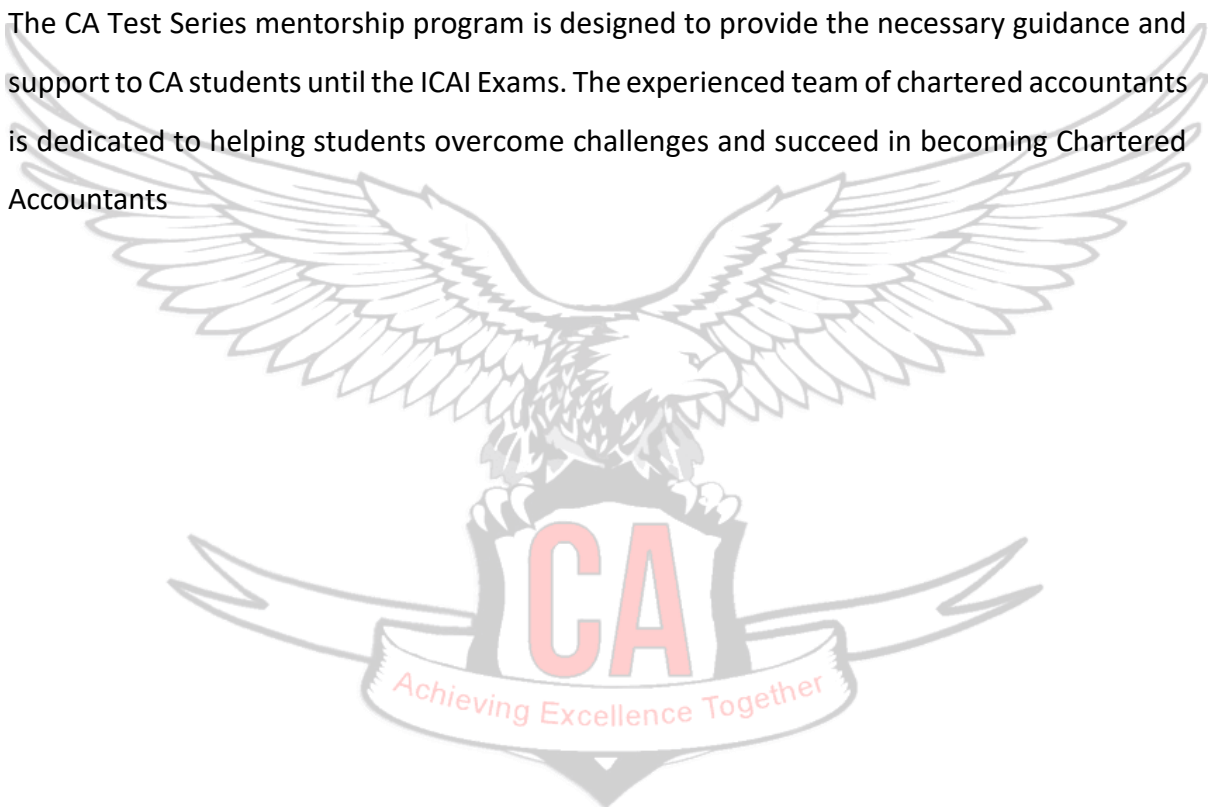 The CA Test Series mentorship program is designed to provide the necessary guidance and
support to CA students until the ICAI Exams. The experienced team of chartered accountants
is dedicated to helping students overcome challenges and succeed in becoming Chartered
Accountants
CA
Achieving Excellence Together